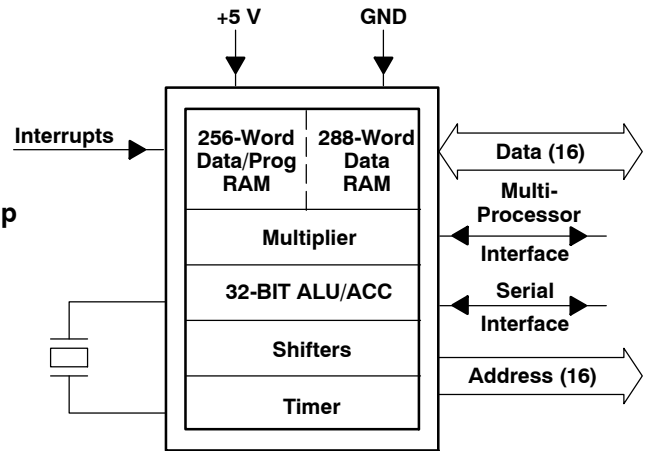 +5 V
GND
Interrupts
256-Word
Data/Prog
RAM
288-Word
Data
RAM
Data (16)
Multi-
Processor
Interface
p
Multiplier
32-BIT ALU/ACC
Serial
Interface
Shifters
Address (16)
Timer